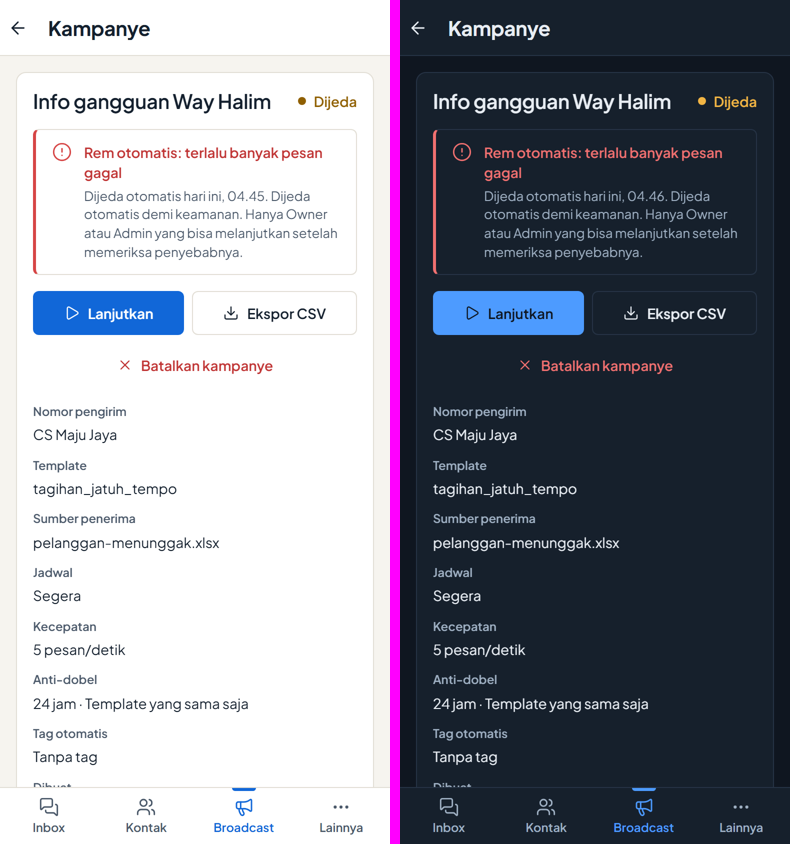 Kampanye
Info gangguan Way Halim
Dijeda
Rem otomatis: terlalu banyak pesan
gagal
Dijeda otomatis hari ini, 04.45. Dijeda
otomatis demi keamanan. Hanya Owner
atau Admin yang bisa melanjutkan setelah
memeriksa penyebabnya.
Lanjutkan
Ekspor CSV
Batalkan kampanye
Nomor pengirim
CS Maju Jaya
Template
tagihan_jatuh_tempo
Sumber penerima
pelanggan-menunggak.xlsx
Jadwal
Segera
Kecepatan
5 pesan/detik
Anti-dobel
24 jam · Template yang sama saja
Tag otomatis
Tanpa tag
Dibuat
Inbox
Kontak
Broadcast
Lainnya
Kampanye
Info gangguan Way Halim
Dijeda
Rem otomatis: terlalu banyak pesan
gagal
Dijeda otomatis hari ini, 04.46. Dijeda
otomatis demi keamanan. Hanya Owner
atau Admin yang bisa melanjutkan setelah
memeriksa penyebabnya.
Lanjutkan
Ekspor CSV
Batalkan kampanye
Nomor pengirim
CS Maju Jaya
Template
tagihan_jatuh_tempo
Sumber penerima
pelanggan-menunggak.xlsx
Jadwal
Segera
Kecepatan
5 pesan/detik
Anti-dobel
24 jam · Template yang sama saja
Tag otomatis
Tanpa tag
Dibuat
Inbox
Kontak
Broadcast
Lainnya